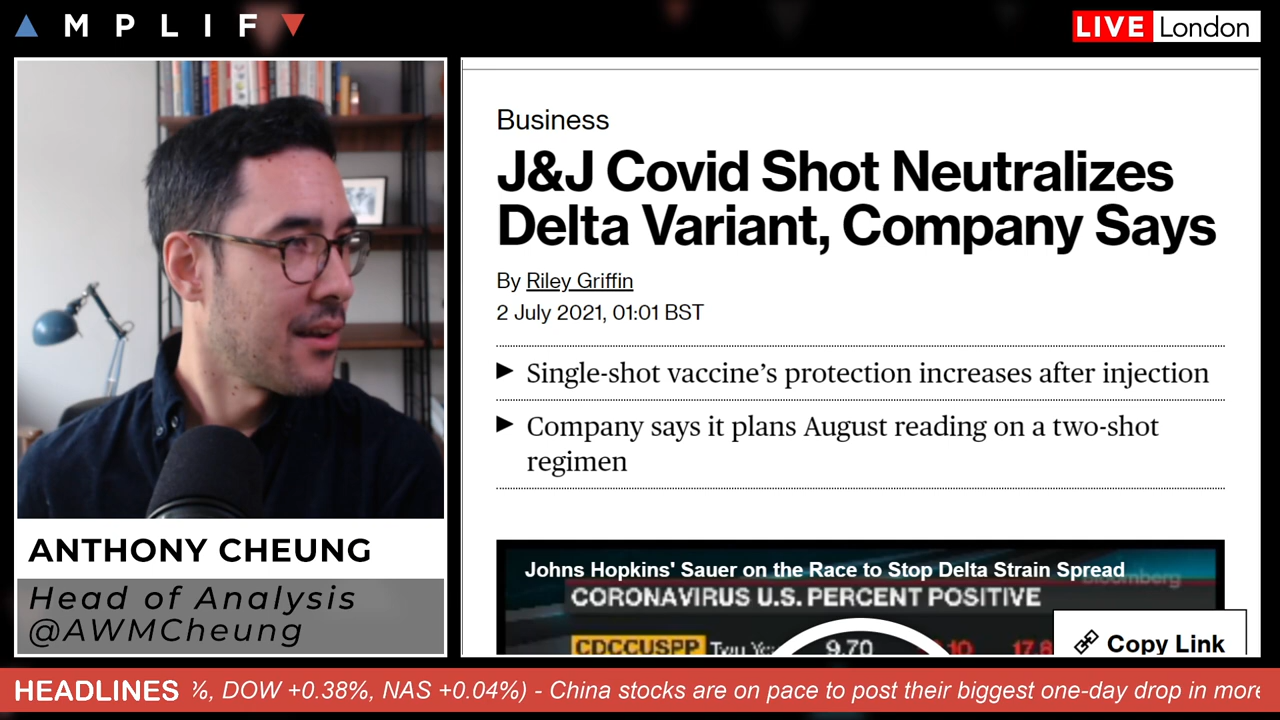 MPLIF
LIVE London
Business
J&J Covid Shot Neutralizes
Delta Variant, Company Says
By Riley Griffin
2 July 2021, 01:01 BST
Single-shot vaccine's protection increases after injection
Company says it plans August reading on a two-shot
regimen
Johns Hopkins' Sauer on the Race to Stop Delta Strain Spread
Bloomberg
CORONAVIRUS U.S. PERCENT POSITIVE
CDCCUSPP
9.70
Copy Link
ANTHONY CHEUNG
Head of Analysis
@AWMCheung
HEADLINES %, DOW +0.38%, NAS +0.04%) - China stocks are on pace to post their biggest one-day drop in more